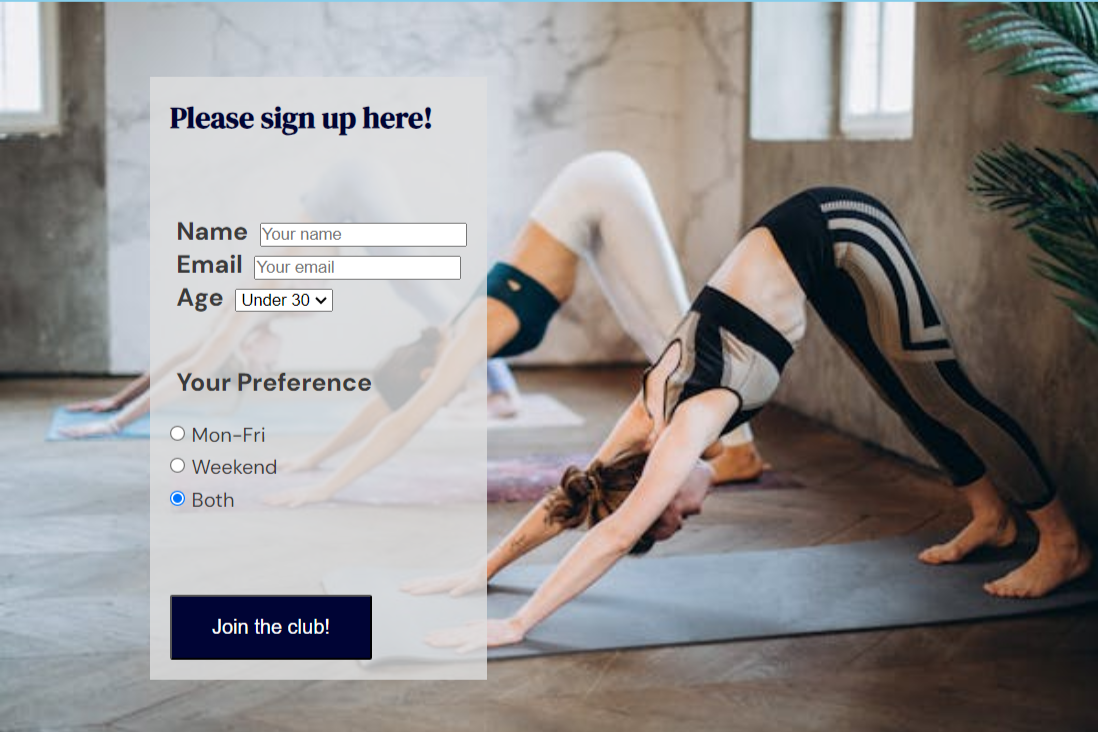 Please sign up here!
Name Your name
Email Your email
Age Under 30
Your Preference
Mon-Fri
Weekend
Both
Join the club!